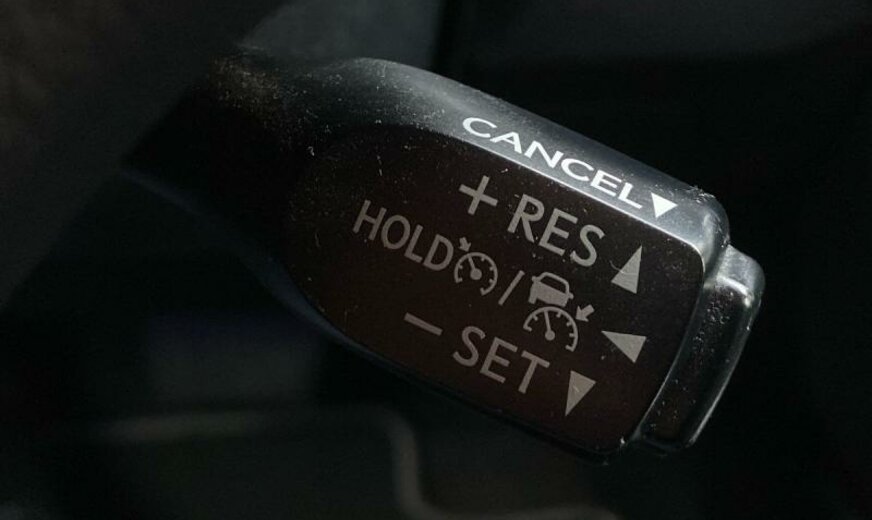 CANCEL▼
+ RES ▲
HOLD / ◀
− SET ▼